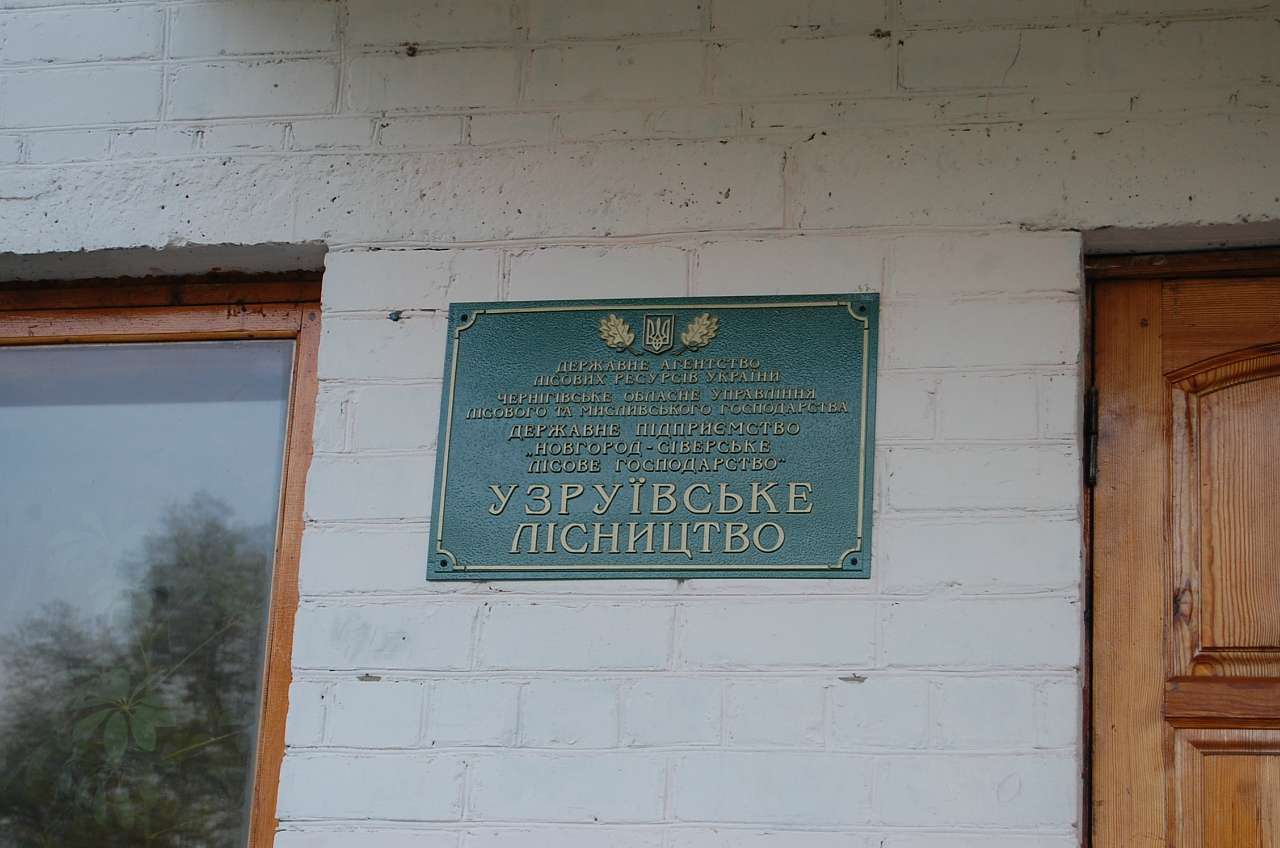 ДЕРЖАВНЕ АГЕНТСТВО
ЛІСОВИХ РЕСУРСІВ УКРАЇНИ
ЧЕРНІГІВСЬКЕ ОБЛАСНЕ УПРАВЛІННЯ
ЛІСОВОГО ТА МИСЛИВСЬКОГО ГОСПОДАРСТВА
ДЕРЖАВНЕ ПІДПРИЄМСТВО
„НОВГОРОД-СІВЕРСЬКЕ
ЛІСОВЕ ГОСПОДАРСТВО“
УЗРУЇВСЬКЕ
ЛІСНИЦТВО